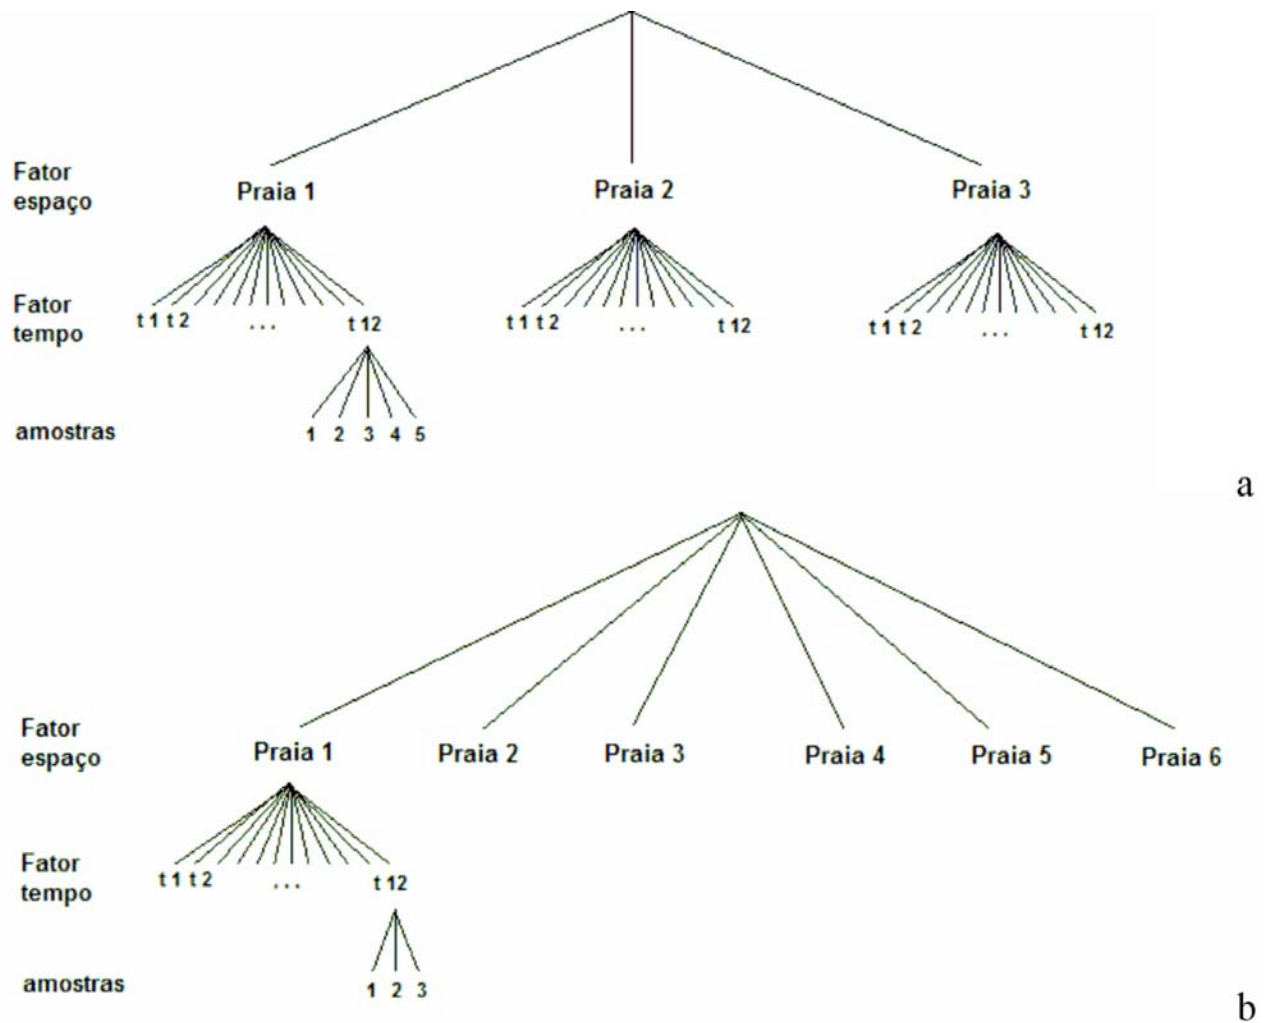 Fator
espaço
Praia 1 Praia 2 Praia 3
Fator
tempo
t 1 t 2 ... t 12 t 1 t 2 ... t 12 t 1 t 2 ... t 12
amostras
1 2 3 4 5
a
Fator
espaço
Praia 1 Praia 2 Praia 3 Praia 4 Praia 5 Praia 6
Fator
tempo
t 1 t 2 ... t 12
amostras
1 2 3
b